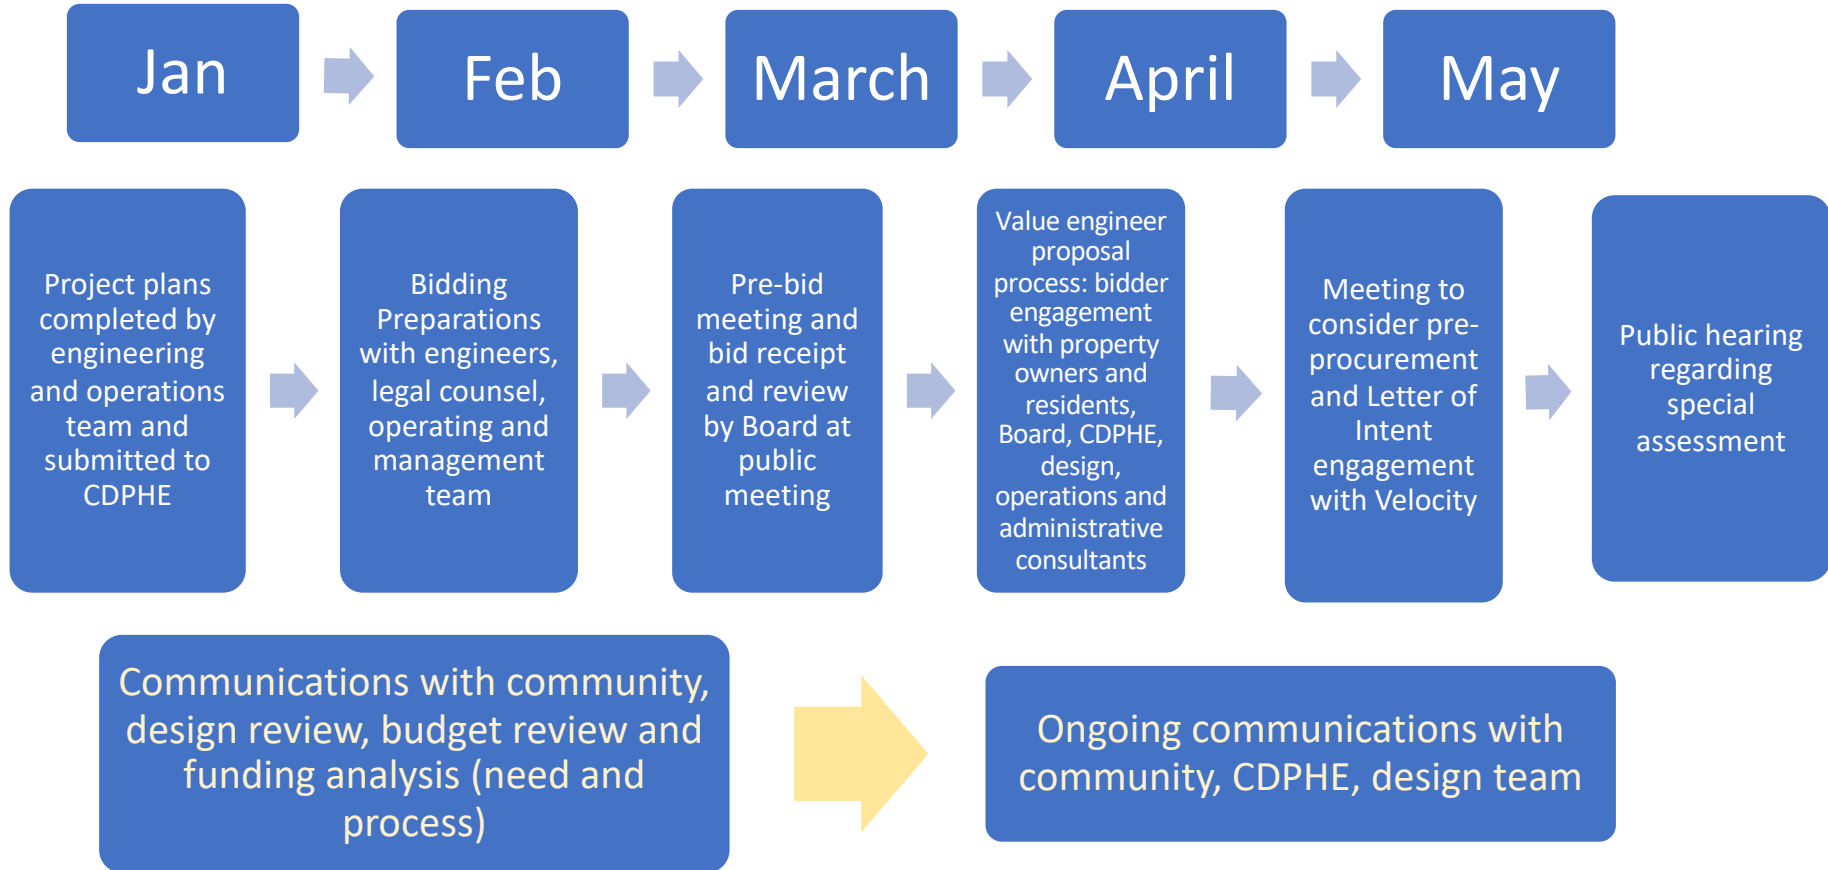 Jan
Feb
March
April
May
Project plans
completed by
engineering
and operations
team and
submitted to
CDPHE
Bidding
Preparations
with engineers,
legal counsel,
operating and
management
team
Pre-bid
meeting and
bid receipt
and review
by Board at
public
meeting
Value engineer
proposal
process: bidder
engagement
with property
owners and
residents,
Board, CDPHE,
design,
operations and
administrative
consultants
Meeting to
consider pre-
procurement
and Letter of
Intent
engagement
with Velocity
Public hearing
regarding
special
assessment
Communications with community,
design review, budget review and
funding analysis (need and
process)
Ongoing communications with
community, CDPHE, design team